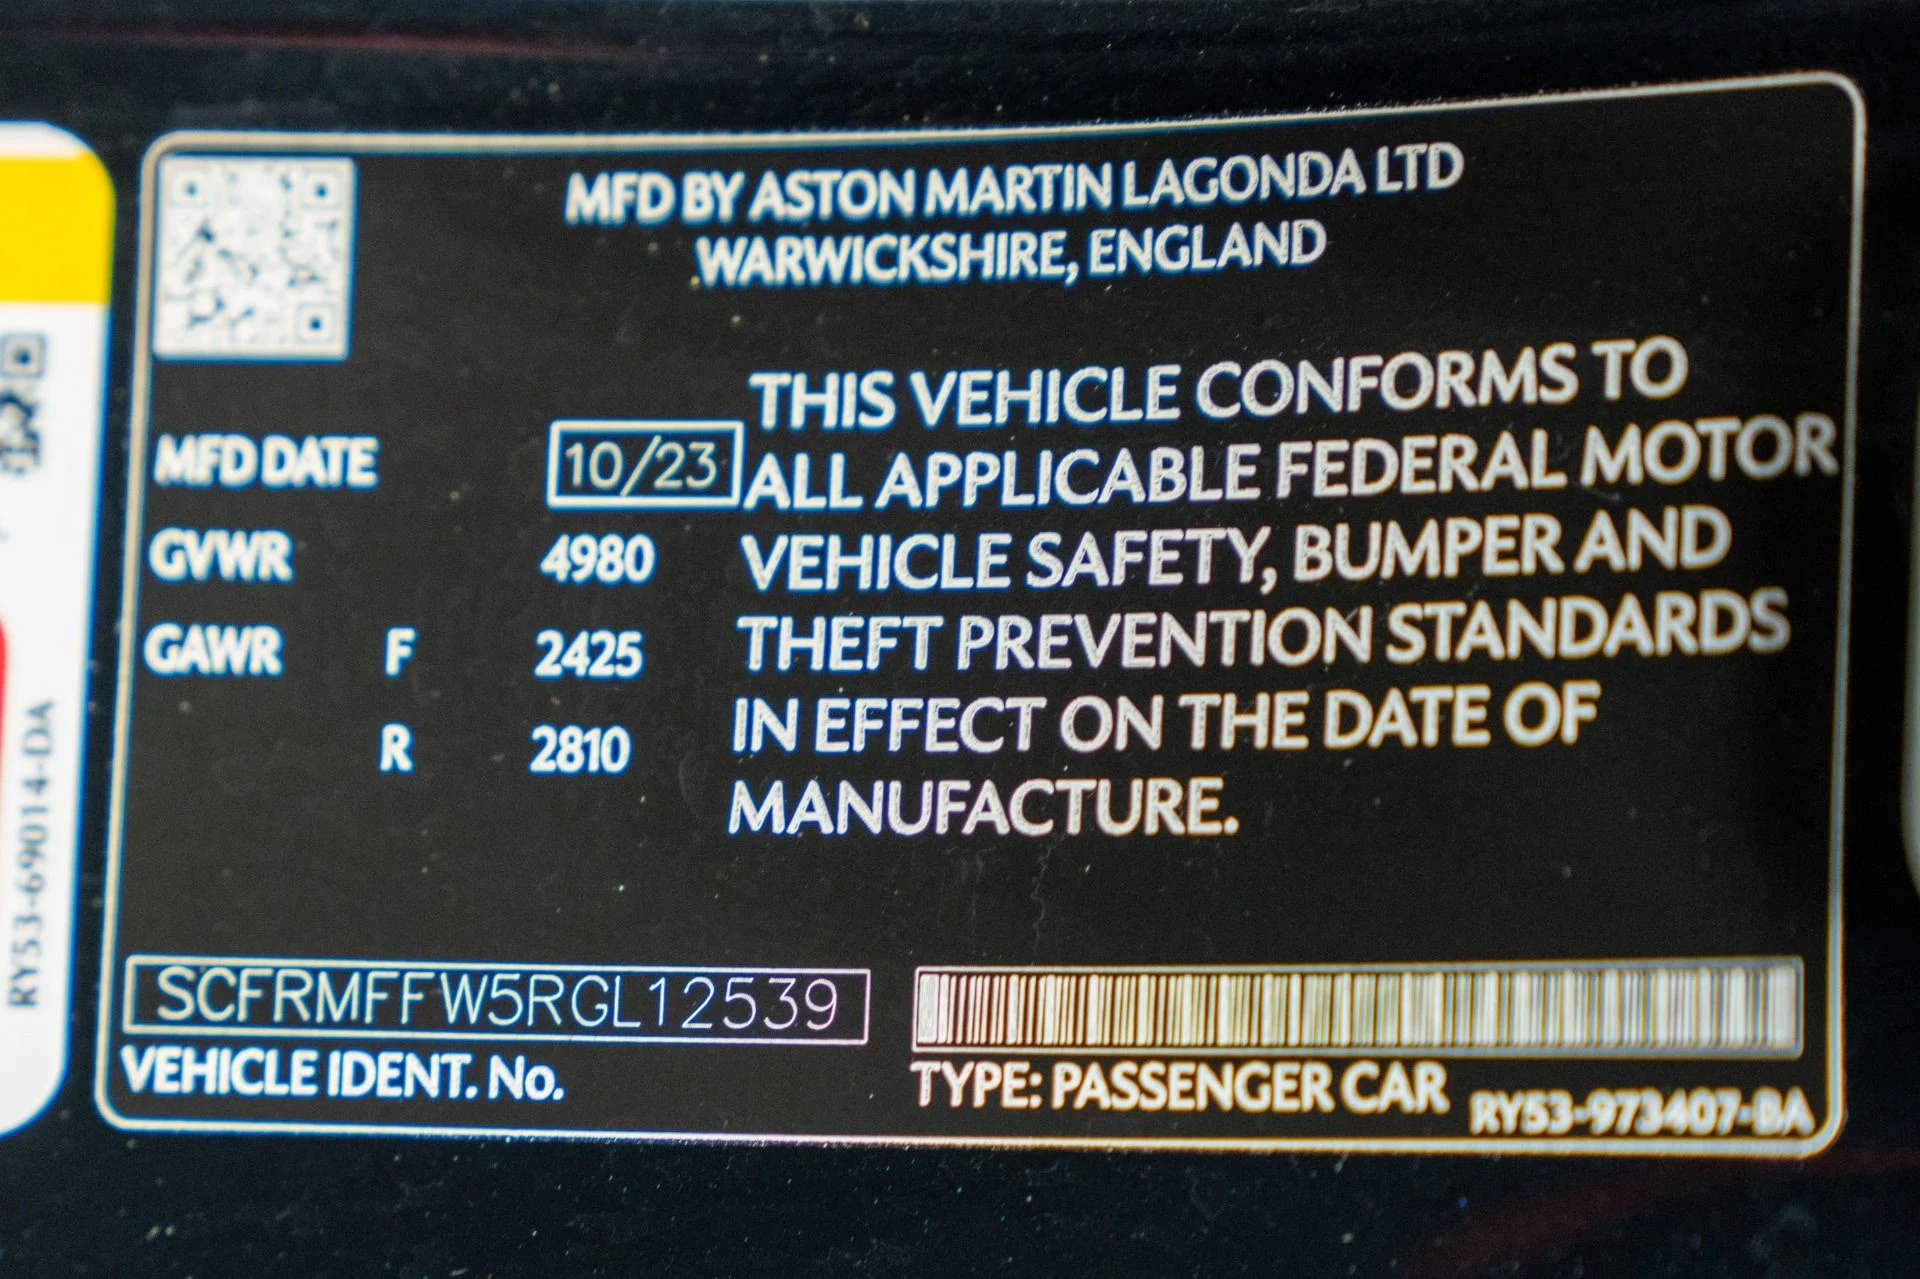 MFD BY ASTON MARTIN LAGONDA LTD
WARWICKSHIRE, ENGLAND
THIS VEHICLE CONFORMS TO
ALL APPLICABLE FEDERAL MOTOR
VEHICLE SAFETY, BUMPER AND
THEFT PREVENTION STANDARDS
IN EFFECT ON THE DATE OF
MANUFACTURE.
MFD DATE 10/23
GVWR 4980
GAWR F 2425
R 2810
SCFRMFFW5RGL12539
VEHICLE IDENT. No.
TYPE: PASSENGER CAR
RY53-973407-BA
RY53-69014-DA